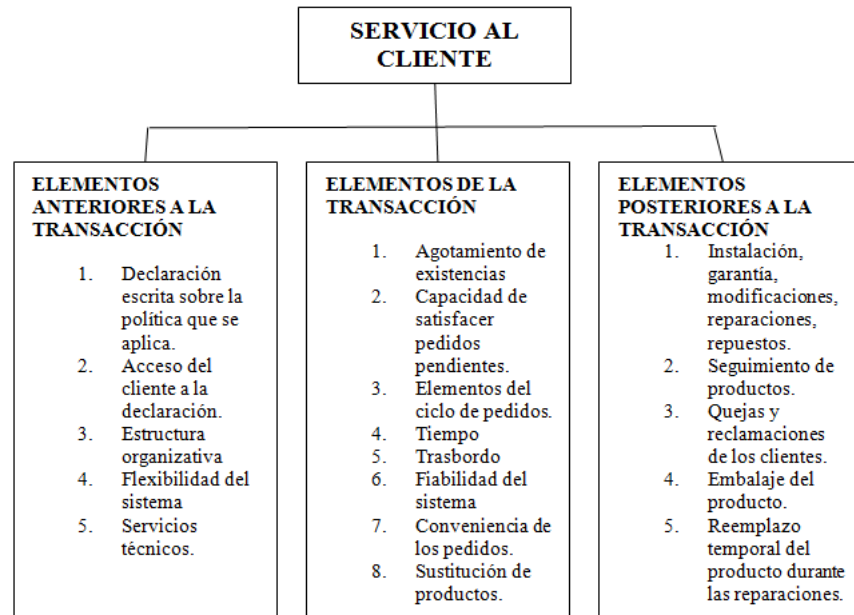 SERVICIO AL
CLIENTE
ELEMENTOS
ANTERIORES A LA
TRANSACCIÓN
1. Declaración
escrita sobre la
política que se
aplica.
2. Acceso del
cliente a la
declaración.
3. Estructura
organizativa
4. Flexibilidad del
sistema
5. Servicios
técnicos.
ELEMENTOS DE LA
TRANSACCIÓN
1. Agotamiento de
existencias
2. Capacidad de
satisfacer
pedidos
pendientes.
3. Elementos del
ciclo de pedidos.
4. Tiempo
5. Trasbordo
6. Fiabilidad del
sistema
7. Conveniencia de
los pedidos.
8. Sustitución de
productos.
ELEMENTOS
POSTERIORES A LA
TRANSACCIÓN
1. Instalación,
garantía,
modificaciones,
reparaciones,
repuestos.
2. Seguimiento de
productos.
3. Quejas y
reclamaciones
de los clientes.
4. Embalaje del
producto.
5. Reemplazo
temporal del
producto durante
las reparaciones.